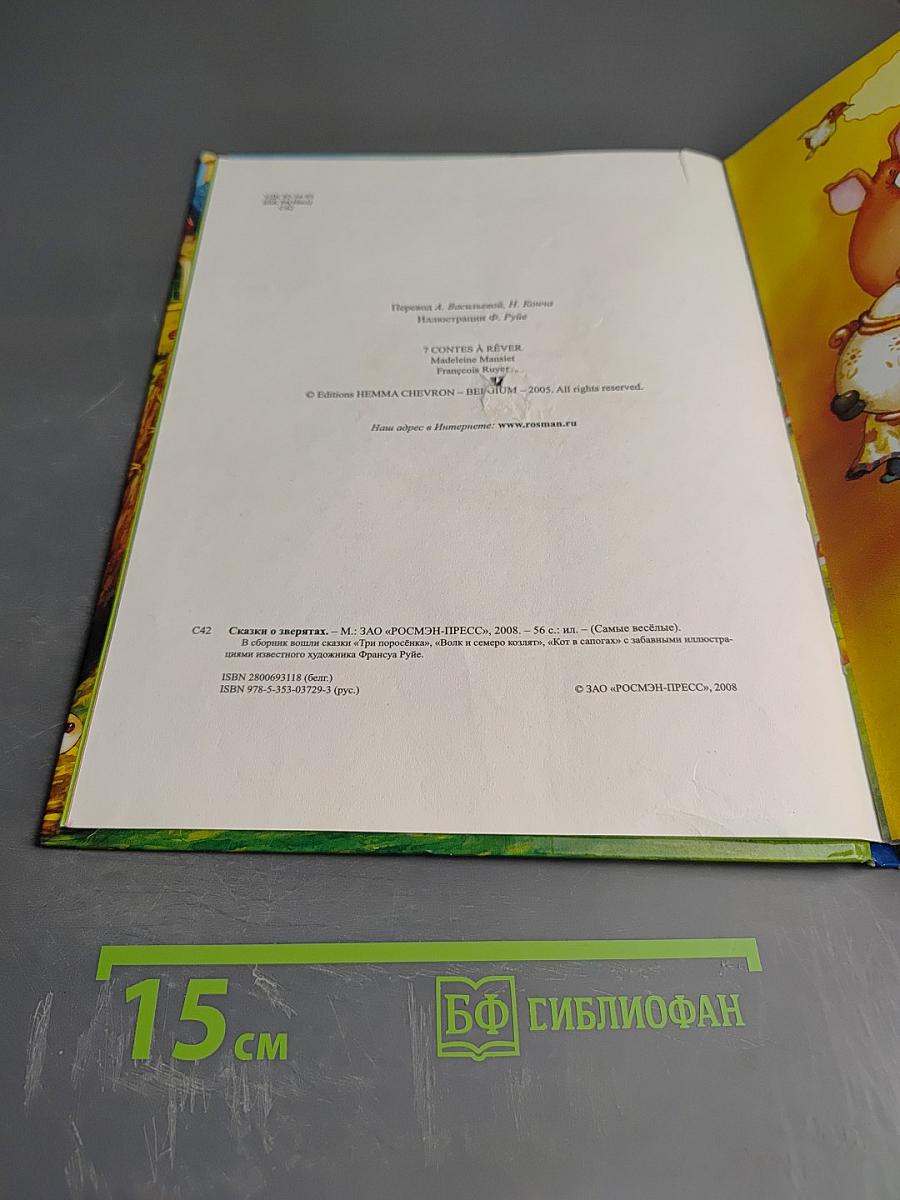 С42
Перевод А. Васильевой, Н. Конча
Иллюстрации Ф. Руйе
7 CONTES À RÊVER
Madeleine Mansiet
François Ruyer
© Editions HEMMA CHEVRON – BELGIUM – 2005. All rights reserved.
Наш адрес в Интернете: www.rosman.ru
С42 Сказки о зверятах. – М.: ЗАО «РОСМЭН-ПРЕСС», 2008. – 56 с.: ил. – (Самые весёлые).
В сборник вошли сказки «Три поросёнка», «Волк и семеро козлят», «Кот в сапогах» с забавными иллюстра-
циями известного художника Франсуа Руйе.
ISBN 2800693118 (белг.)
ISBN 978-5-353-03729-3 (рус.)
© ЗАО «РОСМЭН-ПРЕСС», 2008
15 см
БФ БИБЛИОФАН